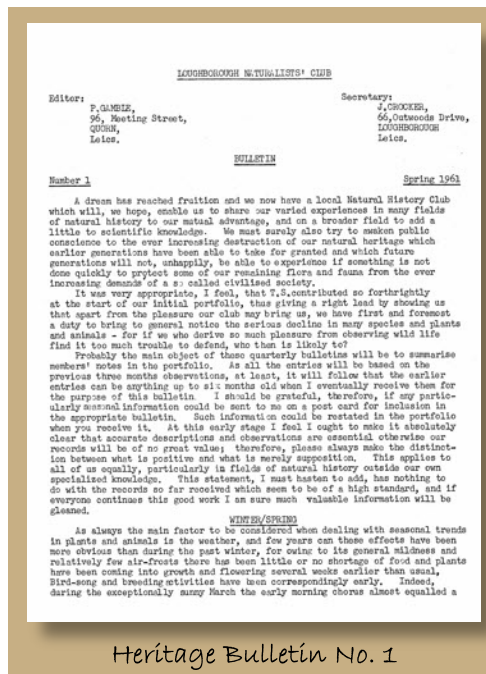 LOUGHBOROUGH NATURALISTS' CLUB
Editor:
P.GAMBLE,
96, Meeting Street,
QUORN,
Leics.
Secretary:
J.CROCKER,
66,Outwoods Drive,
LOUGHBOROUGH
Leics.
BULLETIN
Number 1
Spring 1961
A dream has reached fruition and we now have a local Natural History Club
which will, we hope, enable us to share our varied experiences in many fields
of natural history to our mutual advantage, and on a broader field to add a
little to scientific knowledge. We must surely also try to awaken public
conscience to the ever increasing destruction of our natural heritage which
earlier generations have been able to take for granted and which future
generations will not, unhappily, be able to experience if something is not
done quickly to protect some of our remaining flora and fauna from the ever
increasing demands of a so called civilised society.
It was very appropriate, I feel, that T.S.contributed so forthrightly
at the start of our initial portfolio, thus giving a right lead by showing us
that apart from the pleasure our club may bring us, we have first and foremost
a duty to bring to general notice the serious decline in many species and plants
and animals - for if we who derive so much pleasure from observing wild life
find it too much trouble to defend, who then is likely to?
Probably the main object of these quarterly bulletins will be to summarise
members' notes in the portfolio. As all the entries will be based on the
previous three months observations, at least, it will follow that the earlier
entries can be anything up to six months old when I eventually receive them for
the purpose of this bulletin. I should be grateful, therefore, if any partic-
ularly seasonal information could be sent to me on a post card for inclusion in
the appropriate bulletin. Such information could be restated in the portfolio
when you receive it. At this early stage I feel I ought to make it absolutely
clear that accurate descriptions and observations are essential otherwise our
records will be of no great value; therefore, please always make the distinct-
ion between what is positive and what is merely supposition. This applies to
all of us equally, particularly in fields of natural history outside our own
specialized knowledge. This statement, I must hasten to add, has nothing to
do with the records so far received which seem to be of a high standard, and if
everyone continues this good work I am sure much valuable information will be
gleaned.
WINTER/SPRING
As always the main factor to be considered when dealing with seasonal trends
in plants and animals is the weather, and few years can these effects have been
more obvious than during the past winter, for owing to its general mildness and
relatively few air-frosts there has been little or no shortage of food and plants
have been coming into growth and flowering several weeks earlier than usual,
Bird-song and breeding activities have been correspondingly early. Indeed,
during the exceptionally sunny March the early morning chorus almost equalled a
Heritage Bulletin No. 1